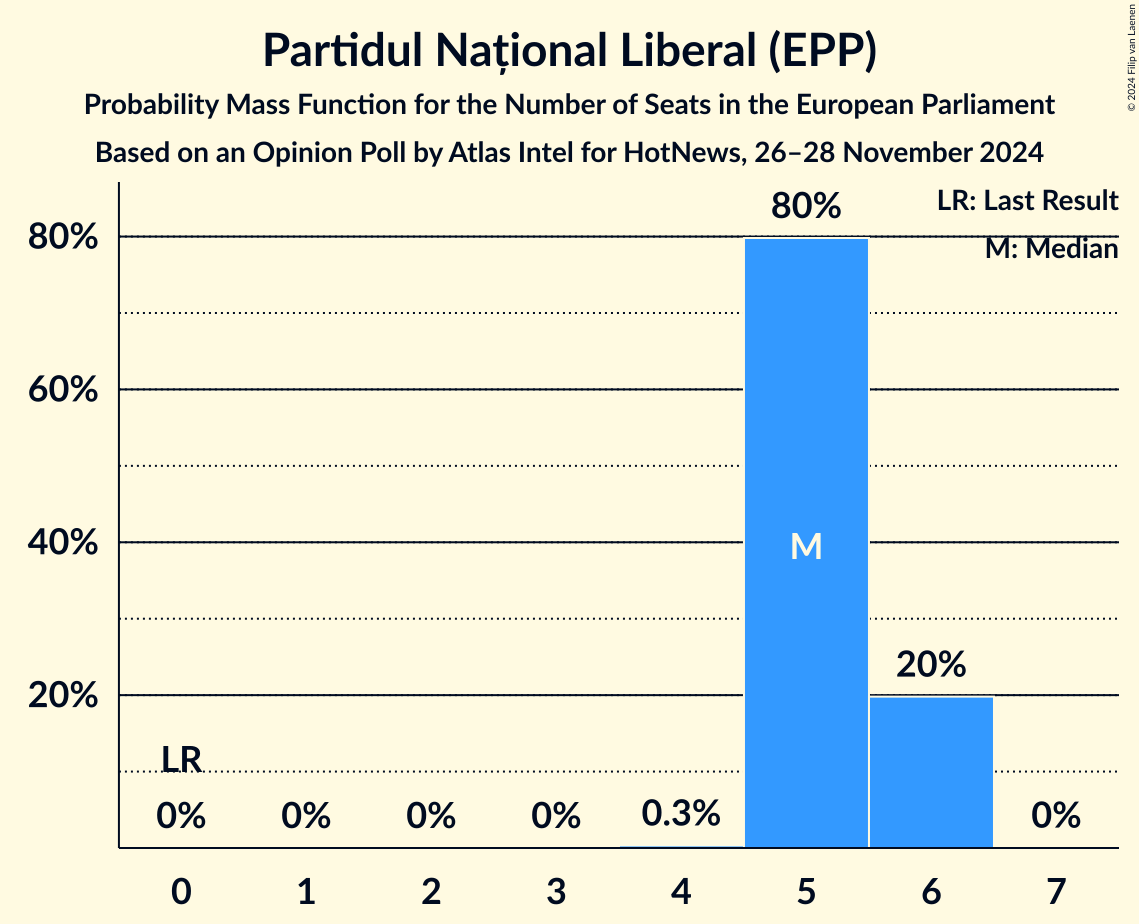 Partidul Național Liberal (EPP)
Probability Mass Function for the Number of Seats in the European Parliament
Based on an Opinion Poll by Atlas Intel for HotNews, 26–28 November 2024
© 2024 Filip van Laenen
LR: Last Result
M: Median
80%
60%
40%
20%
LR
0%
0%
0%
0%
0.3%
80%
M
20%
0%
0
1
2
3
4
5
6
7